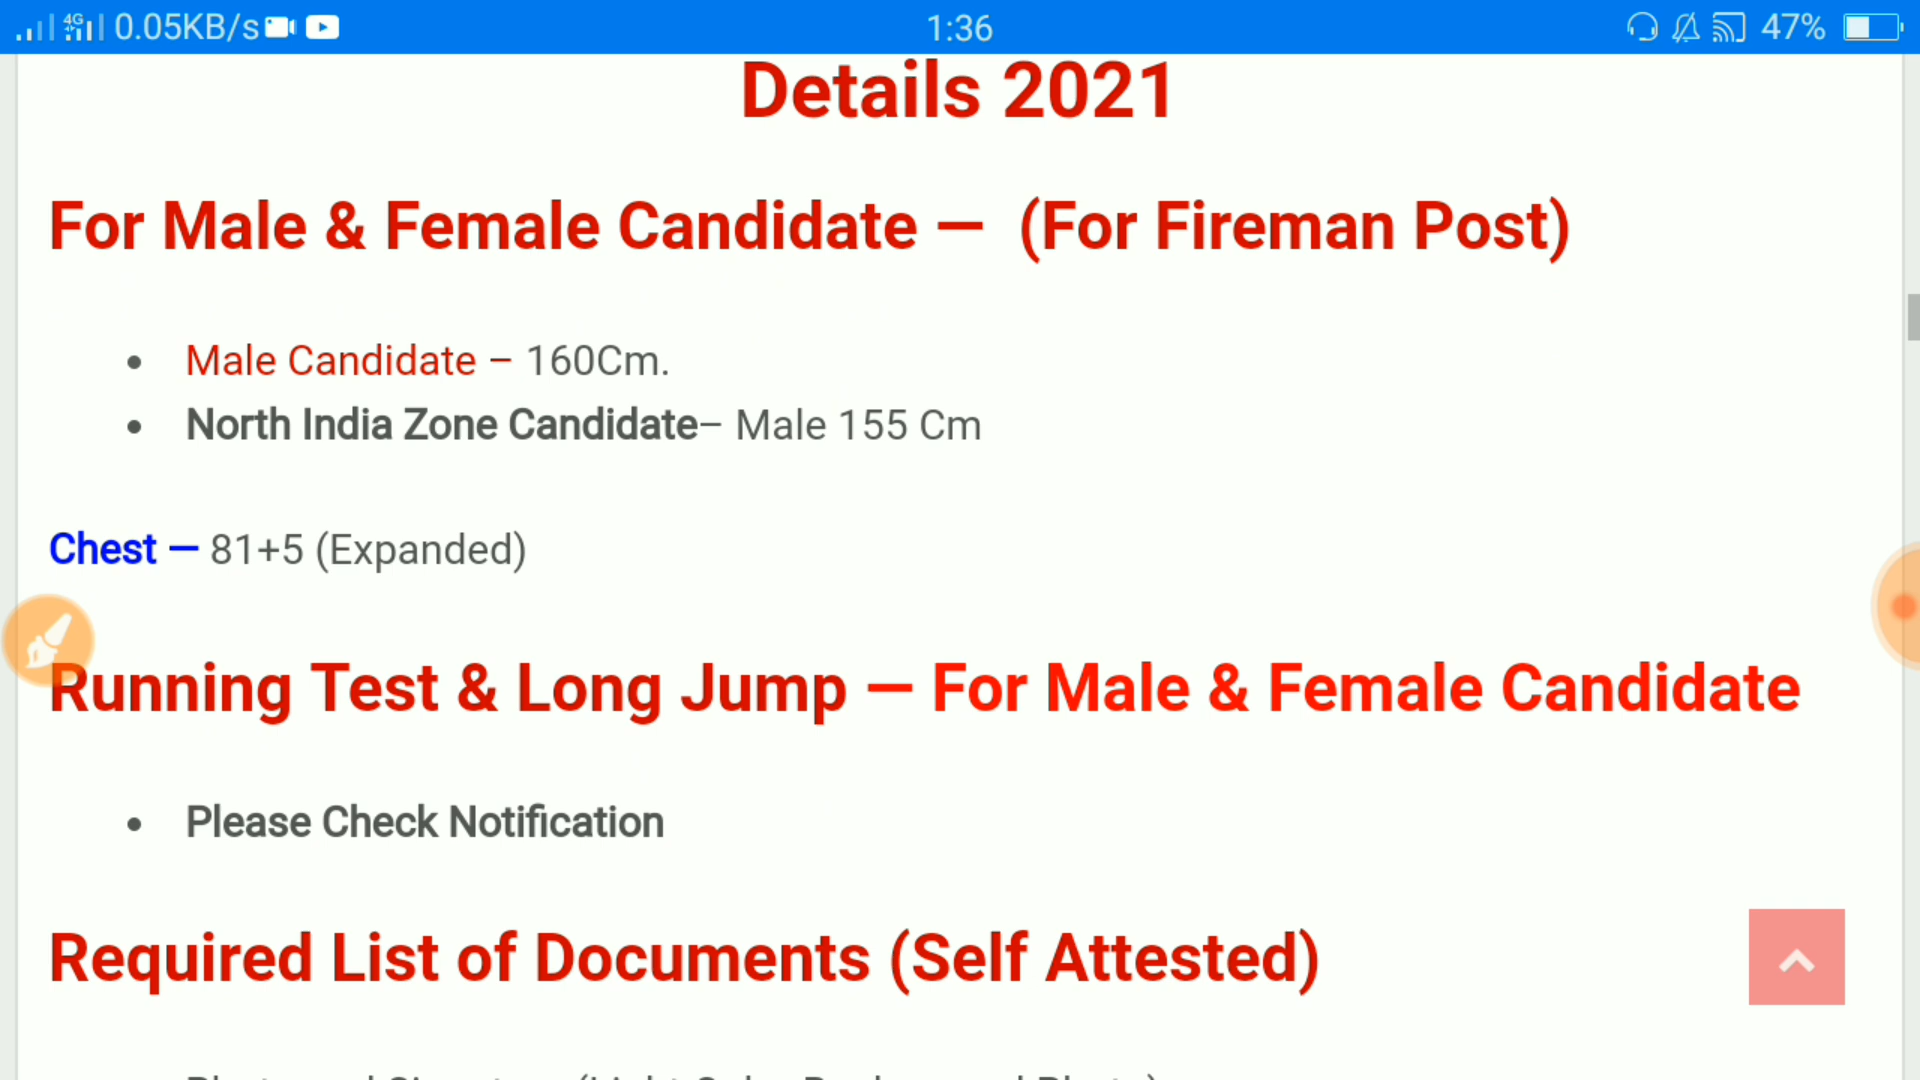 4G 0.05KB/s 1:36 47%
Details 2021
For Male & Female Candidate — (For Fireman Post)
Male Candidate – 160Cm.
North India Zone Candidate– Male 155 Cm
Chest — 81+5 (Expanded)
Running Test & Long Jump — For Male & Female Candidate
Please Check Notification
Required List of Documents (Self Attested)